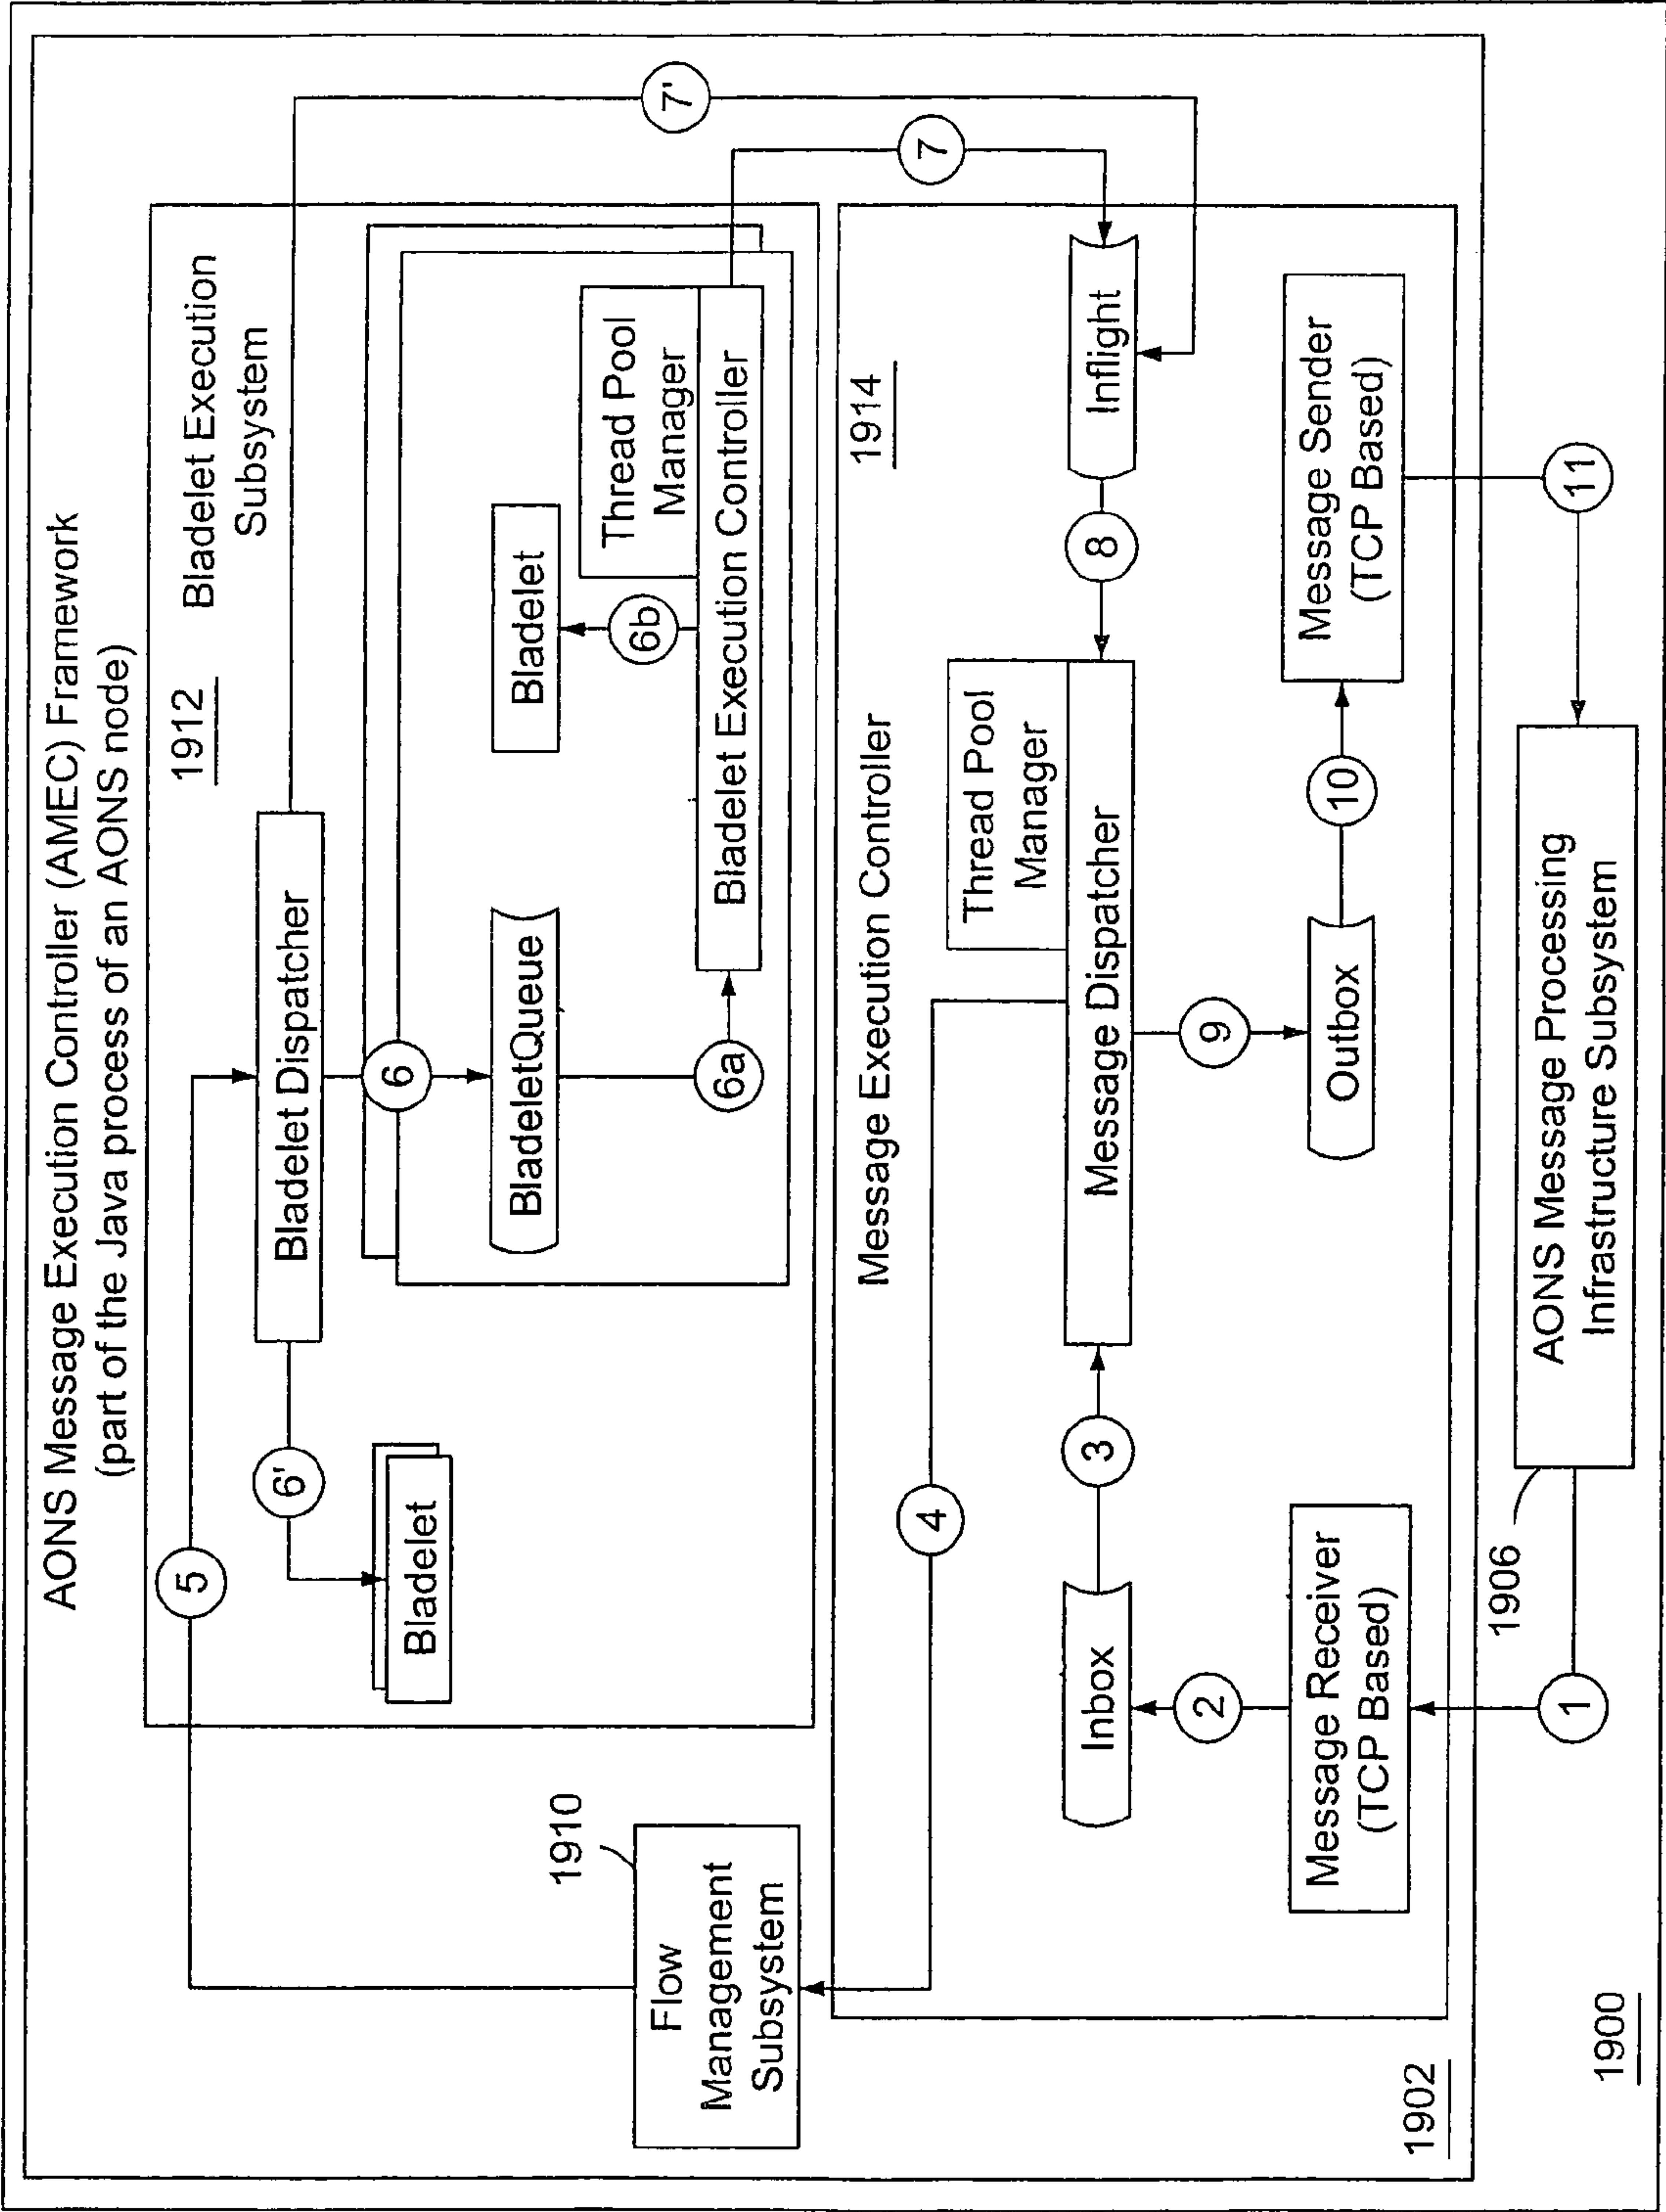 AONS Message Execution Controller (AMEC) Framework
(part of the Java process of an AONS node)
5
1912
Bladelet Execution
Subsystem
Bladelet Dispatcher
7'
6'
6
Bladelet
BladeletQueue
Bladelet
Thread Pool
Manager
6a
6b
Bladelet Execution Controller
7
1910
Flow
Management
Subsystem
Message Execution Controller
1914
4
Thread Pool
Manager
Inbox
3
Message Dispatcher
8
Inflight
2
9
Message Receiver
(TCP Based)
Outbox
10
Message Sender
(TCP Based)
1902
1906
1
AONS Message Processing
Infrastructure Subsystem
11
1900